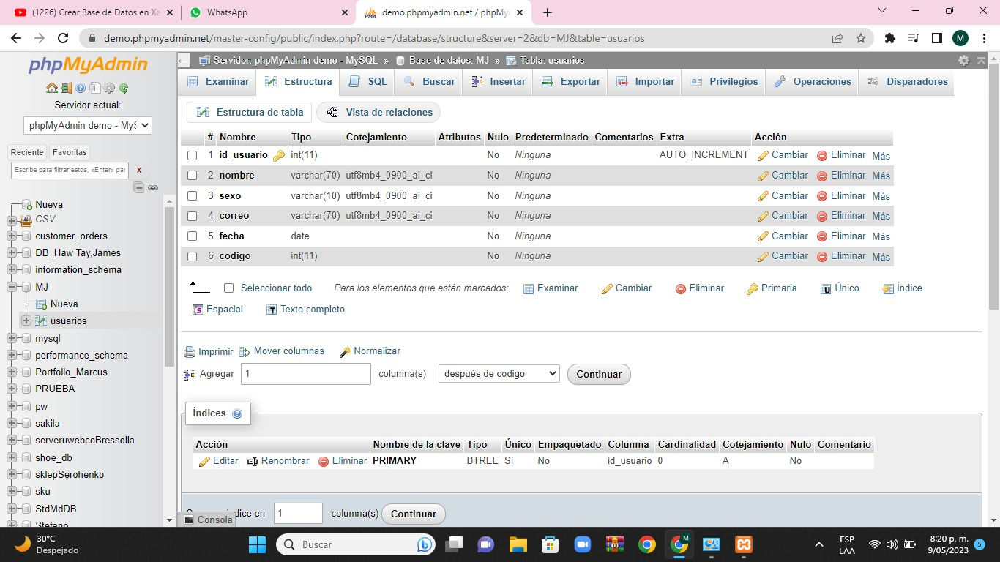 (1226) Crear Base de Datos en Xa
WhatsApp
demo.phpmyadmin.net / phpMy
demo.phpmyadmin.net/master-config/public/index.php?route=/database/structure&server=2&db=MJ&table=usuarios
M
phpMyAdmin
Servidor actual:
phpMyAdmin demo - MyS
Reciente Favoritas
Escribe para filtrar estos, «Enter» par X
Nueva
CSV
customer_orders
DB_Haw Tay,James
information_schema
MJ
Nueva
usuarios
mysql
performance_schema
Portfolio_Marcus
PRUEBA
pw
sakila
serveruwebcoBressolia
shoe_db
sklepSerohenko
sku
StdMdDB
Stefano
Servidor: phpMyAdmin demo - MySQL » Base de datos: MJ » Tabla: usuarios
Examinar Estructura SQL Buscar Insertar Exportar Importar Privilegios Operaciones Disparadores
Estructura de tabla Vista de relaciones
# Nombre Tipo Cotejamiento Atributos Nulo Predeterminado Comentarios Extra Acción
1 id_usuario int(11) No Ninguna AUTO_INCREMENT Cambiar Eliminar Más
2 nombre varchar(70) utf8mb4_0900_ai_ci No Ninguna Cambiar Eliminar Más
3 sexo varchar(10) utf8mb4_0900_ai_ci No Ninguna Cambiar Eliminar Más
4 correo varchar(70) utf8mb4_0900_ai_ci No Ninguna Cambiar Eliminar Más
5 fecha date No Ninguna Cambiar Eliminar Más
6 codigo int(11) No Ninguna Cambiar Eliminar Más
Seleccionar todo Para los elementos que están marcados: Examinar Cambiar Eliminar Primaria Único Índice
Espacial Texto completo
Imprimir Mover columnas Normalizar
Agregar 1 columna(s) después de codigo Continuar
Índices
Acción Nombre de la clave Tipo Único Empaquetado Columna Cardinalidad Cotejamiento Nulo Comentario
Editar Renombrar Eliminar PRIMARY BTREE Sí No id_usuario 0 A No
dice en 1 columna(s) Continuar
Consola
30°C
Despejado
Buscar
ESP
LAA
8:20 p. m.
9/05/2023
5